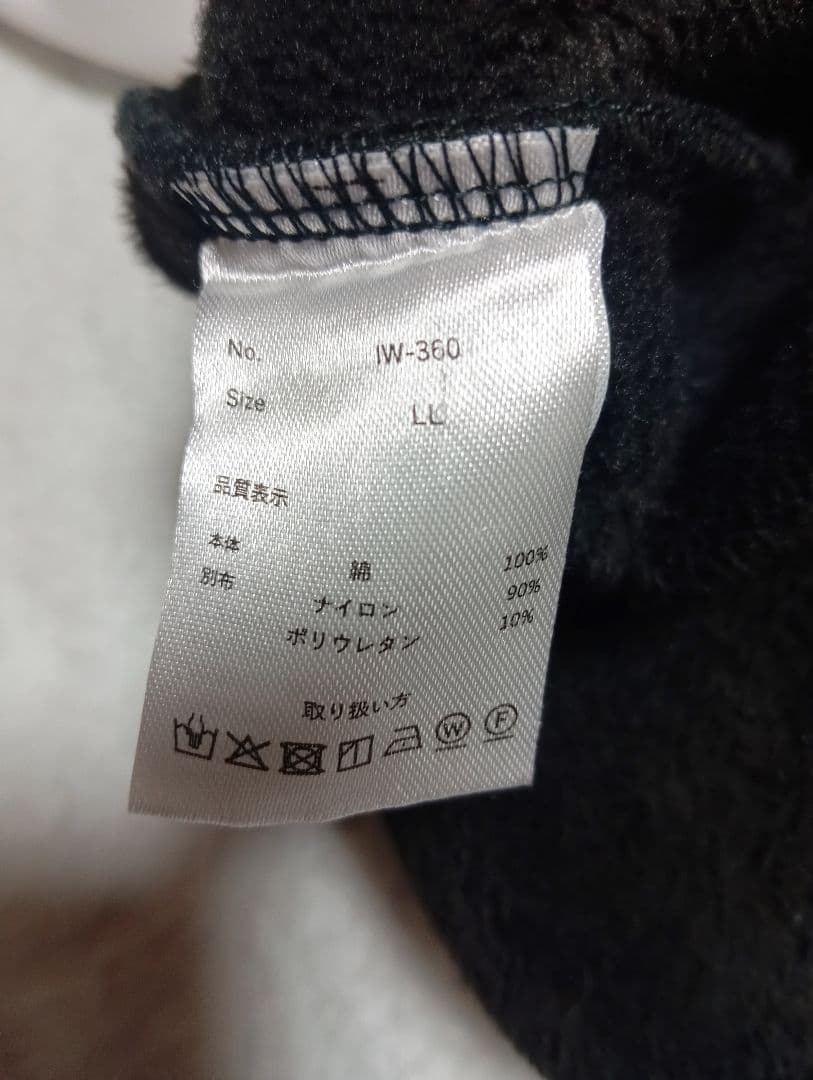 No. IW-360
Size LL
品質表示
本体 綿 100%
別布 ナイロン 90%
ポリウレタン 10%
取り扱い方
W F